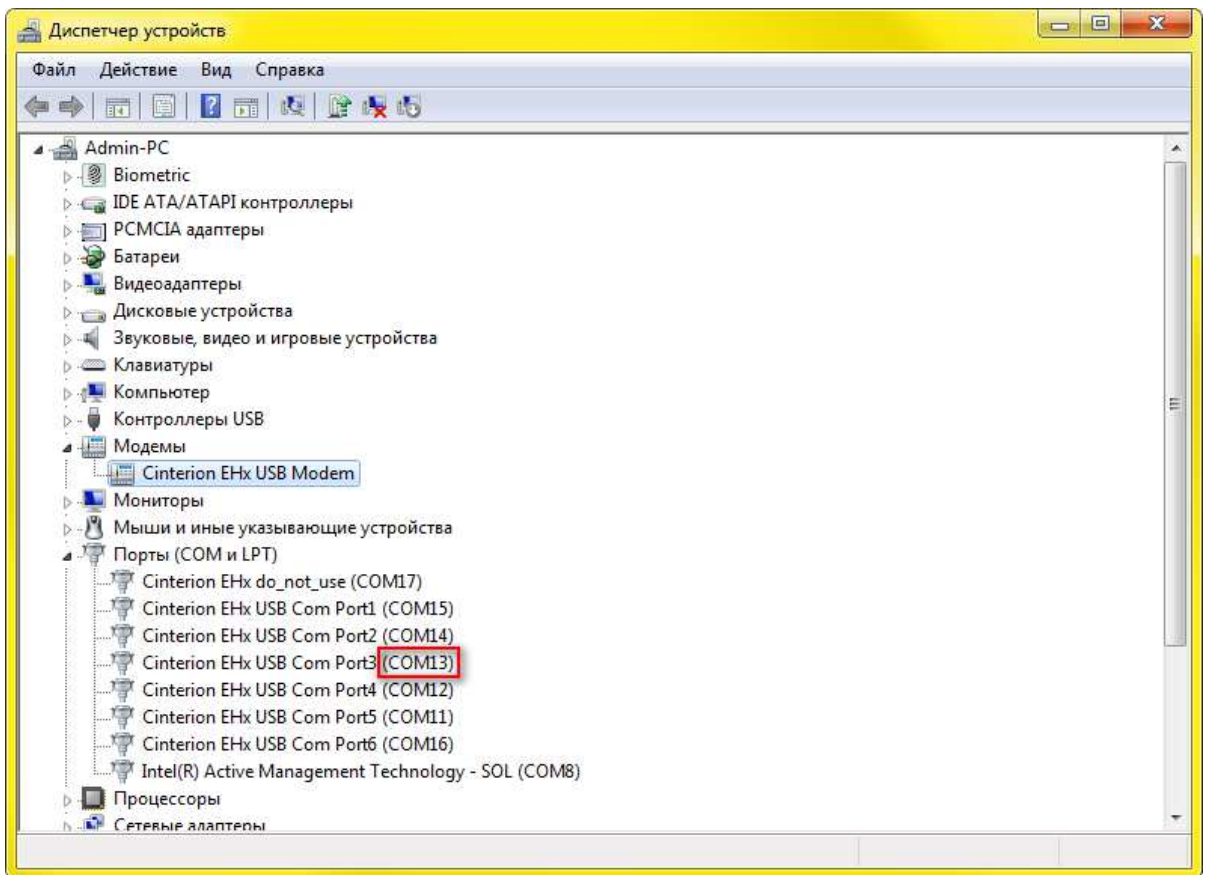 Диспетчер устройств
Файл Действие Вид Справка
Admin-PC
Biometric
IDE ATA/ATAPI контроллеры
PCMCIA адаптеры
Батареи
Видеоадаптеры
Дисковые устройства
Звуковые, видео и игровые устройства
Клавиатуры
Компьютер
Контроллеры USB
Модемы
Cinterion EHx USB Modem
Мониторы
Мыши и иные указывающие устройства
Порты (COM и LPT)
Cinterion EHx do_not_use (COM17)
Cinterion EHx USB Com Port1 (COM15)
Cinterion EHx USB Com Port2 (COM14)
Cinterion EHx USB Com Port3 (COM13)
Cinterion EHx USB Com Port4 (COM12)
Cinterion EHx USB Com Port5 (COM11)
Cinterion EHx USB Com Port6 (COM16)
Intel(R) Active Management Technology - SOL (COM8)
Процессоры
Сетевые адаптеры